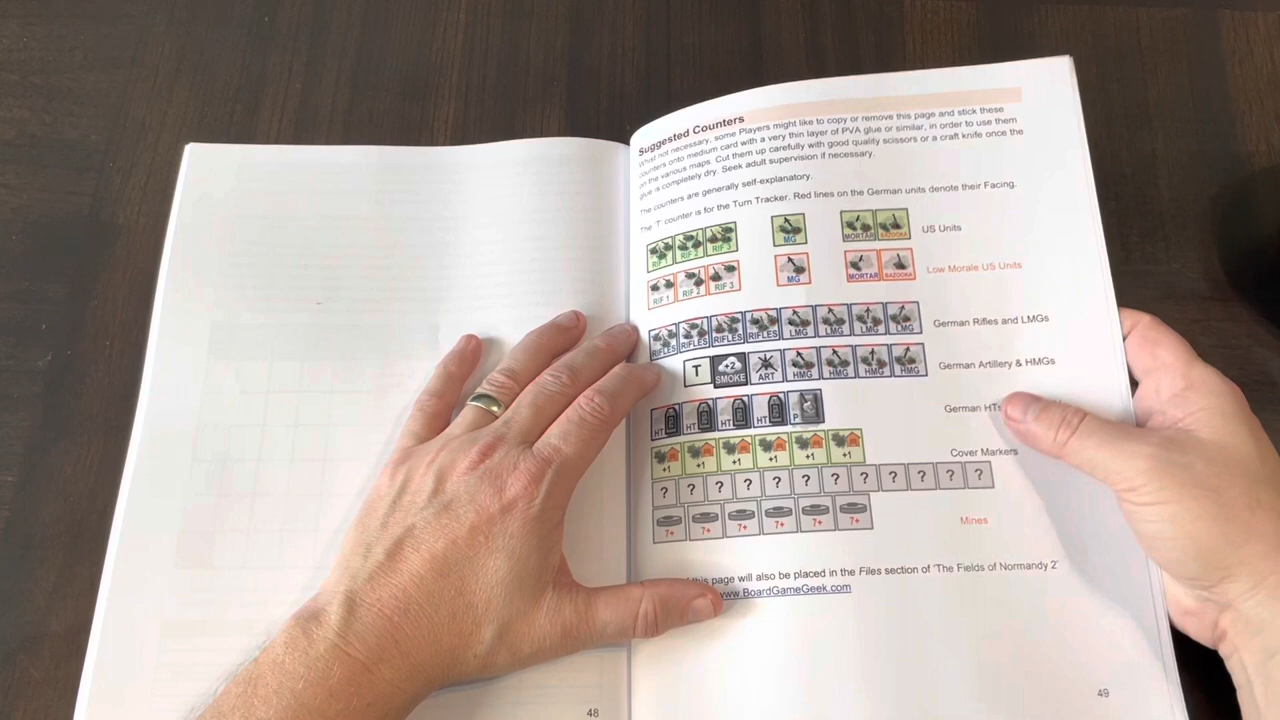 Suggested Counters
Whilst not necessary, some Players might like to copy or remove this page and stick these
counters onto medium card with a very thin layer of PVA glue or similar, in order to use them
on the various maps. Cut them up carefully with good quality scissors or a craft knife once the
glue is completely dry. Seek adult supervision if necessary.
The counters are generally self-explanatory.
The 'T' counter is for the Turn Tracker. Red lines on the German units denote their Facing.
RIF RIF 2 RIF 3 MG MORTAR BAZOOKA US Units
RIF 1 RIF 2 RIF 3 MG MORTAR BAZOOKA Low Morale US Units
RIFLES RIFLES RIFLES RIFLES LMG LMG LMG LMG German Rifles and LMGs
T +2 SMOKE ART HMG HMG HMG HMG German Artillery & HMGs
HT HT HT HT P German HTs
+1 +1 +1 +1 +1 +1 Cover Markers
? ? ? ? ? ? ? ? ? ? ? ?
7+ 7+ 7+ 7+ 7+ 7+ Mines
this page will also be placed in the Files section of 'The Fields of Normandy 2'
www.BoardGameGeek.com
48
49